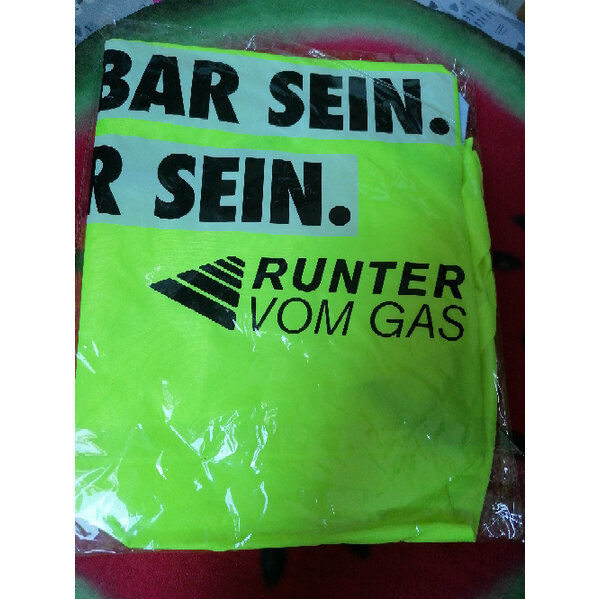 BAR SEIN.
R SEIN.
RUNTER
VOM GAS